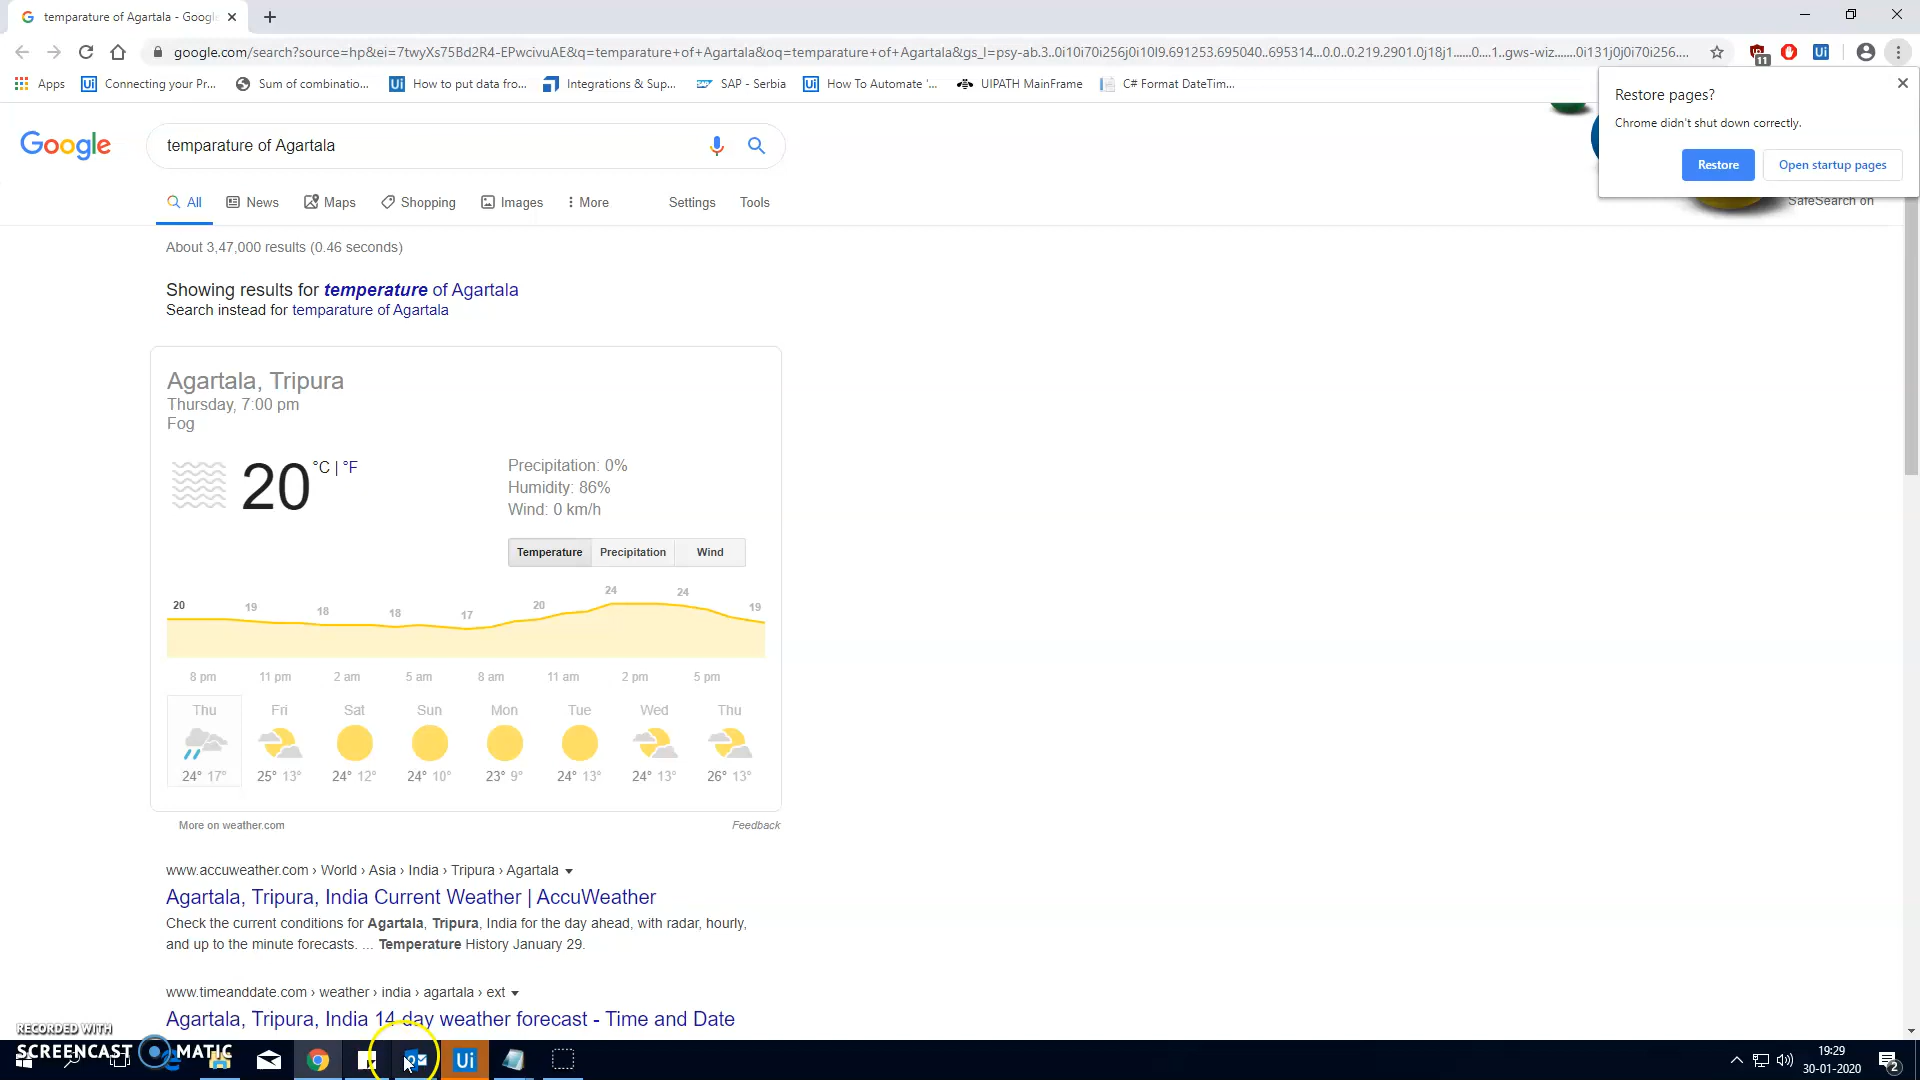 temparature of Agartala - Googl
google.com/search?source=hp&ei=7twyXs75Bd2R4-EPwcivuAE&q=temparature+of+Agartala&oq=temparature+of+Agartala&gs_l=psy-ab.3..0i10i70i256j0i10l9.691253.695040..695314...0.0..0.219.2901.0j18j1......0....1..gws-wiz.......0i131j0j0i70i256....
11
Apps
Connecting your Pr...
Sum of combinatio...
How to put data fro...
Integrations & Sup...
SAP - Serbia
How To Automate '...
UIPATH MainFrame
C# Format DateTim...
Restore pages?
Chrome didn't shut down correctly.
Restore
Open startup pages
Google
temparature of Agartala
All
News
Maps
Shopping
Images
More
Settings
Tools
SafeSearch on
About 3,47,000 results (0.46 seconds)
Showing results for temperature of Agartala
Search instead for temparature of Agartala
Agartala, Tripura
Thursday, 7:00 pm
Fog
20 °C | °F
Precipitation: 0%
Humidity: 86%
Wind: 0 km/h
Temperature Precipitation Wind
20 19 18 18 17 20 24 24 19
8 pm 11 pm 2 am 5 am 8 am 11 am 2 pm 5 pm
Thu Fri Sat Sun Mon Tue Wed Thu
24° 17° 25° 13° 24° 12° 24° 10° 23° 9° 24° 13° 24° 13° 26° 13°
More on weather.com
Feedback
www.accuweather.com › World › Asia › India › Tripura › Agartala
Agartala, Tripura, India Current Weather | AccuWeather
Check the current conditions for Agartala, Tripura, India for the day ahead, with radar, hourly,
and up to the minute forecasts. ... Temperature History January 29.
www.timeanddate.com › weather › india › agartala › ext
Agartala, Tripura, India 14 day weather forecast - Time and Date
RECORDED WITH
SCREENCAST MATIC
Ui
19:29
30-01-2020
2